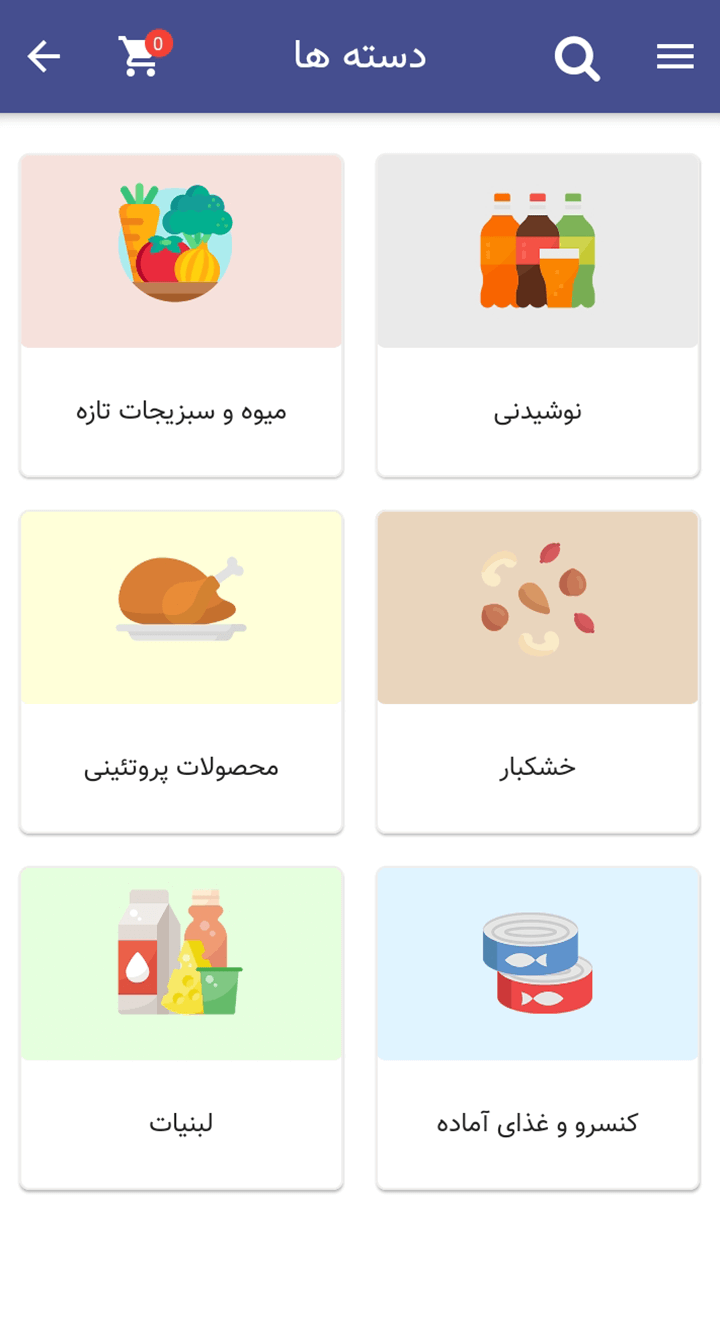 دسته ها
0
نوشیدنی
میوه و سبزیجات تازه
خشکبار
محصولات پروتئینی
کنسرو و غذای آماده
لبنیات